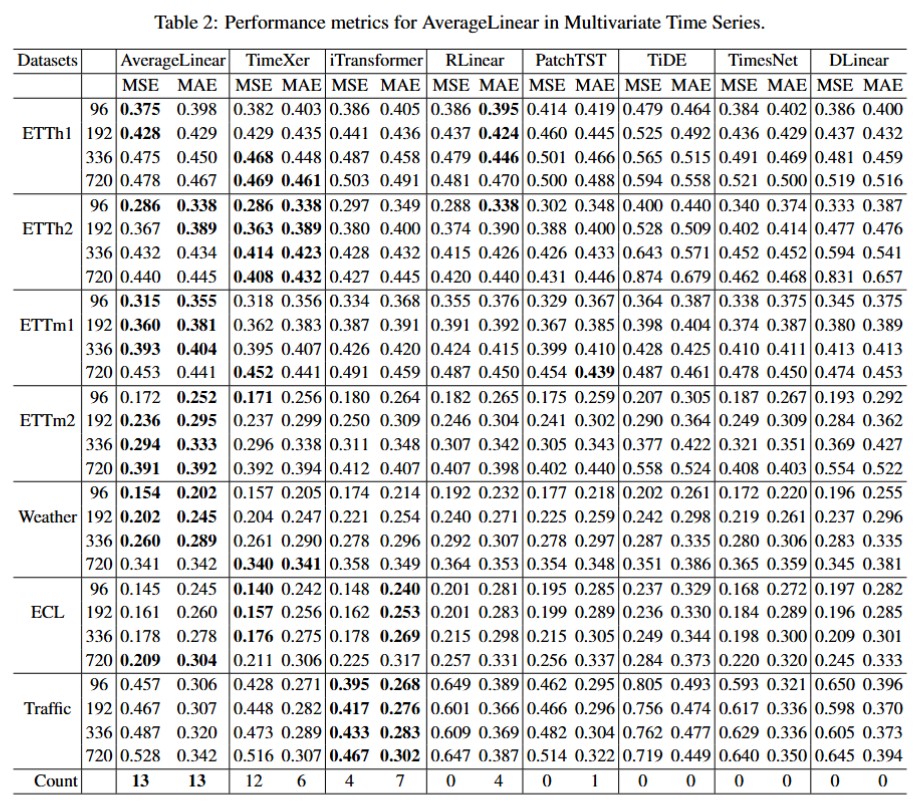 Table 2: Performance metrics for AverageLinear in Multivariate Time Series.
Datasets AverageLinear TimeXer iTransformer RLinear PatchTST TiDE TimesNet DLinear
MSE MAE MSE MAE MSE MAE MSE MAE MSE MAE MSE MAE MSE MAE MSE MAE
96 0.375 0.398 0.382 0.403 0.386 0.405 0.386 0.395 0.414 0.419 0.479 0.464 0.384 0.402 0.386 0.400
ETTh1 192 0.428 0.429 0.429 0.435 0.441 0.436 0.437 0.424 0.460 0.445 0.525 0.492 0.436 0.429 0.437 0.432
336 0.475 0.450 0.468 0.448 0.487 0.458 0.479 0.446 0.501 0.466 0.565 0.515 0.491 0.469 0.481 0.459
720 0.478 0.467 0.469 0.461 0.503 0.491 0.481 0.470 0.500 0.488 0.594 0.558 0.521 0.500 0.519 0.516
96 0.286 0.338 0.286 0.338 0.297 0.349 0.288 0.338 0.302 0.348 0.400 0.440 0.340 0.374 0.333 0.387
ETTh2 192 0.367 0.389 0.363 0.389 0.380 0.400 0.374 0.390 0.388 0.400 0.528 0.509 0.402 0.414 0.477 0.476
336 0.432 0.434 0.414 0.423 0.428 0.432 0.415 0.426 0.426 0.433 0.643 0.571 0.452 0.452 0.594 0.541
720 0.440 0.445 0.408 0.432 0.427 0.445 0.420 0.440 0.431 0.446 0.874 0.679 0.462 0.468 0.831 0.657
96 0.315 0.355 0.318 0.356 0.334 0.368 0.355 0.376 0.329 0.367 0.364 0.387 0.338 0.375 0.345 0.375
ETTm1 192 0.360 0.381 0.362 0.383 0.387 0.391 0.391 0.392 0.367 0.385 0.398 0.404 0.374 0.387 0.380 0.389
336 0.393 0.404 0.395 0.407 0.426 0.420 0.424 0.415 0.399 0.410 0.428 0.425 0.410 0.411 0.413 0.413
720 0.453 0.441 0.452 0.441 0.491 0.459 0.487 0.450 0.454 0.439 0.487 0.461 0.478 0.450 0.474 0.453
96 0.172 0.252 0.171 0.256 0.180 0.264 0.182 0.265 0.175 0.259 0.207 0.305 0.187 0.267 0.193 0.292
ETTm2 192 0.236 0.295 0.237 0.299 0.250 0.309 0.246 0.304 0.241 0.302 0.290 0.364 0.249 0.309 0.284 0.362
336 0.294 0.333 0.296 0.338 0.311 0.348 0.307 0.342 0.305 0.343 0.377 0.422 0.321 0.351 0.369 0.427
720 0.391 0.392 0.392 0.394 0.412 0.407 0.407 0.398 0.402 0.440 0.558 0.524 0.408 0.403 0.554 0.522
96 0.154 0.202 0.157 0.205 0.174 0.214 0.192 0.232 0.177 0.218 0.202 0.261 0.172 0.220 0.196 0.255
Weather 192 0.202 0.245 0.204 0.247 0.221 0.254 0.240 0.271 0.225 0.259 0.242 0.298 0.219 0.261 0.237 0.296
336 0.260 0.289 0.261 0.290 0.278 0.296 0.292 0.307 0.278 0.297 0.287 0.335 0.280 0.306 0.283 0.335
720 0.341 0.342 0.340 0.341 0.358 0.349 0.364 0.353 0.354 0.348 0.351 0.386 0.365 0.359 0.345 0.381
96 0.145 0.245 0.140 0.242 0.148 0.240 0.201 0.281 0.195 0.285 0.237 0.329 0.168 0.272 0.197 0.282
ECL 192 0.161 0.260 0.157 0.256 0.162 0.253 0.201 0.283 0.199 0.289 0.236 0.330 0.184 0.289 0.196 0.285
336 0.178 0.278 0.176 0.275 0.178 0.269 0.215 0.298 0.215 0.305 0.249 0.344 0.198 0.300 0.209 0.301
720 0.209 0.304 0.211 0.306 0.225 0.317 0.257 0.331 0.256 0.337 0.284 0.373 0.220 0.320 0.245 0.333
96 0.457 0.306 0.428 0.271 0.395 0.268 0.649 0.389 0.462 0.295 0.805 0.493 0.593 0.321 0.650 0.396
Traffic 192 0.467 0.307 0.448 0.282 0.417 0.276 0.601 0.366 0.466 0.296 0.756 0.474 0.617 0.336 0.598 0.370
336 0.487 0.320 0.473 0.289 0.433 0.283 0.609 0.369 0.482 0.304 0.762 0.477 0.629 0.336 0.605 0.373
720 0.528 0.342 0.516 0.307 0.467 0.302 0.647 0.387 0.514 0.322 0.719 0.449 0.640 0.350 0.645 0.394
Count 13 13 12 6 4 7 0 4 0 1 0 0 0 0 0 0